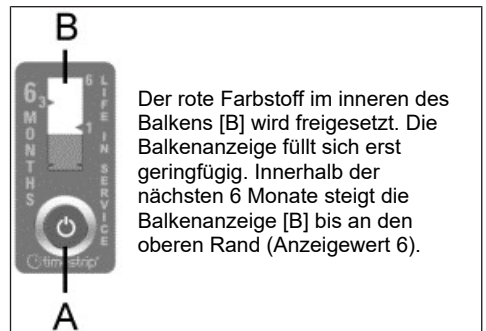 B
6
3
1
6 MONTHS
LIFE IN SERVICE
timestrip
A
Der rote Farbstoff im inneren des
Balkens [B] wird freigesetzt. Die
Balkenanzeige füllt sich erst
geringfügig. Innerhalb der
nächsten 6 Monate steigt die
Balkenanzeige [B] bis an den
oberen Rand (Anzeigewert 6).